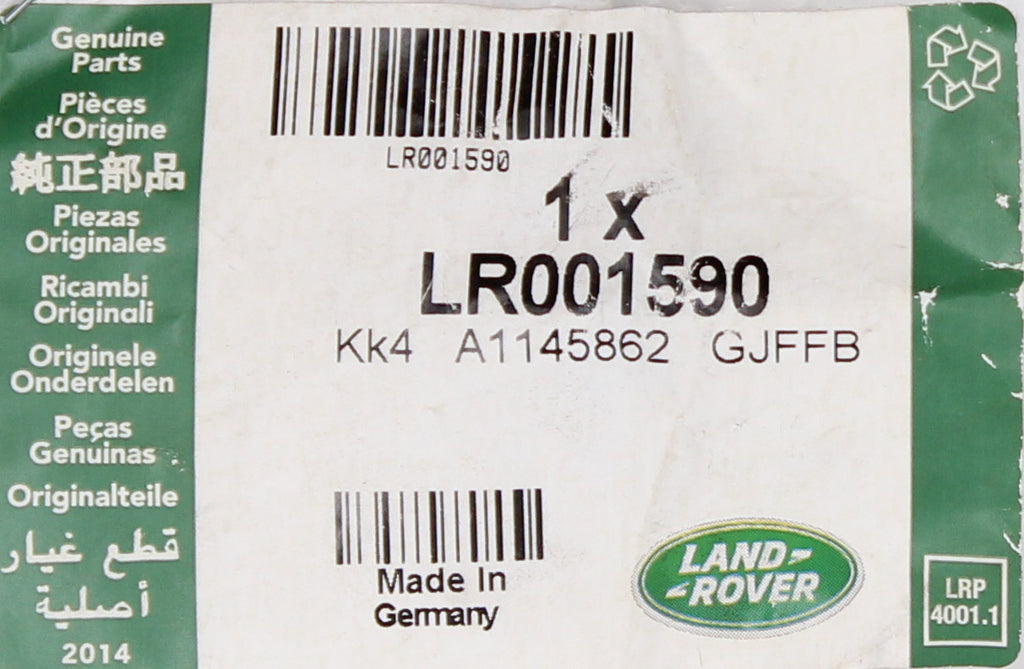 Genuine
Parts
Pièces
d'Origine
純正部品
Piezas
Originales
Ricambi
Originali
Originele
Onderdelen
Peças
Genuinas
Originalteile
قطع غيار
أصلية
2014
LR001590
1 x
LR001590
Kk4 A1145862 GJFFB
Made In
Germany
LAND-
-ROVER
LRP
4001.1